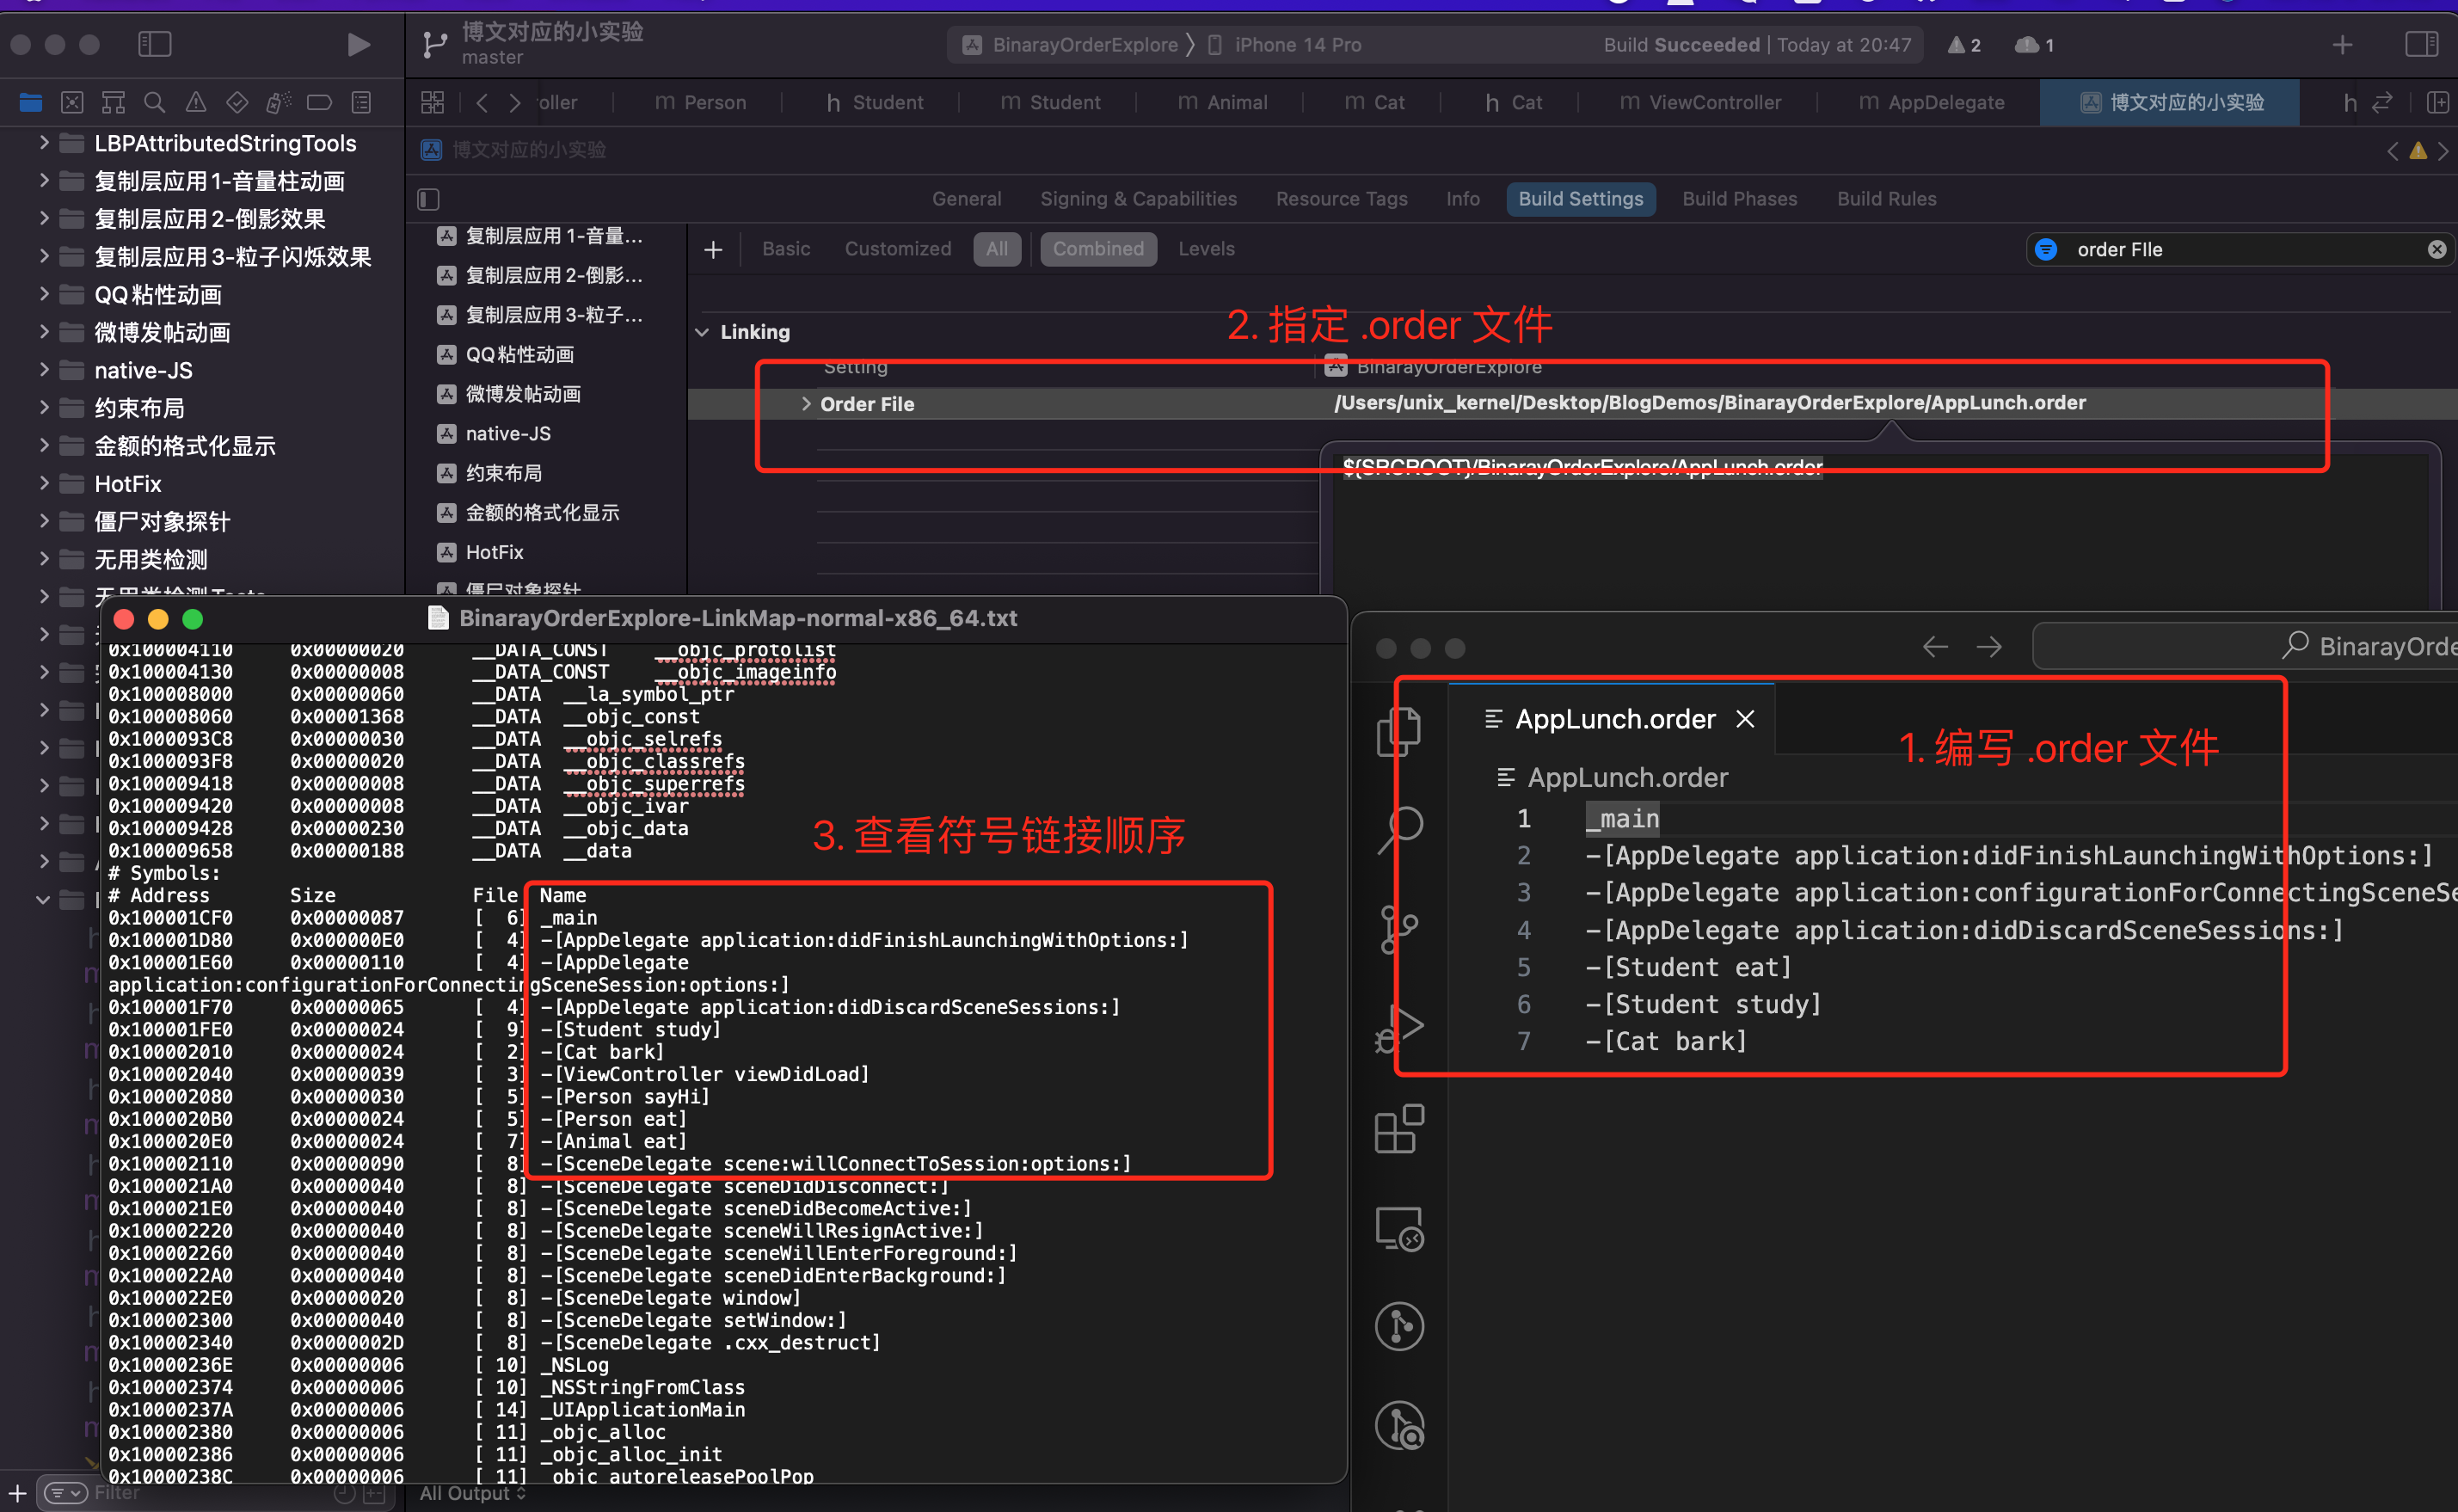 博文对应的小实验
master
BinarayOrderExplore 〉 iPhone 14 Pro
Build Succeeded | Today at 20:47
2
1
oller
m Person
h Student
m Student
m Animal
m Cat
h Cat
m ViewController
m AppDelegate
博文对应的小实验
h
博文对应的小实验
General
Signing & Capabilities
Resource Tags
Info
Build Settings
Build Phases
Build Rules
Basic
Customized
All
Combined
Levels
order FIle
LBPAttributedStringTools
复制层应用1-音量柱动画
复制层应用2-倒影效果
复制层应用3-粒子闪烁效果
QQ粘性动画
微博发帖动画
native-JS
约束布局
金额的格式化显示
HotFix
僵尸对象探针
无用类检测
无用类检测Tests
复制层应用1-音量...
复制层应用2-倒影...
复制层应用3-粒子...
QQ粘性动画
微博发帖动画
native-JS
约束布局
金额的格式化显示
HotFix
僵尸对象探针
2. 指定 .order 文件
Linking
Setting
BinarayOrderExplore
Order File
/Users/unix_kernel/Desktop/BlogDemos/BinarayOrderExplore/AppLunch.order
${SRCROOT}/BinarayOrderExplore/AppLunch.order
BinarayOrderExplore-LinkMap-normal-x86_64.txt
0x100004110 0x00000020 __DATA_CONST __objc_protolist
0x100004130 0x00000008 __DATA_CONST __objc_imageinfo
0x100008000 0x00000060 __DATA __la_symbol_ptr
0x100008060 0x00001368 __DATA __objc_const
0x1000093C8 0x00000030 __DATA __objc_selrefs
0x1000093F8 0x00000020 __DATA __objc_classrefs
0x100009418 0x00000008 __DATA __objc_superrefs
0x100009420 0x00000008 __DATA __objc_ivar
0x100009428 0x00000230 __DATA __objc_data
0x100009658 0x00000188 __DATA __data
3. 查看符号链接顺序
# Symbols:
# Address Size File Name
0x100001CF0 0x00000087 [ 6] _main
0x100001D80 0x000000E0 [ 4] -[AppDelegate application:didFinishLaunchingWithOptions:]
0x100001E60 0x00000110 [ 4] -[AppDelegate
application:configurationForConnectingSceneSession:options:]
0x100001F70 0x00000065 [ 4] -[AppDelegate application:didDiscardSceneSessions:]
0x100001FE0 0x00000024 [ 9] -[Student study]
0x100002010 0x00000024 [ 2] -[Cat bark]
0x100002040 0x00000039 [ 3] -[ViewController viewDidLoad]
0x100002080 0x00000030 [ 5] -[Person sayHi]
0x1000020B0 0x00000024 [ 5] -[Person eat]
0x1000020E0 0x00000024 [ 7] -[Animal eat]
0x100002110 0x00000090 [ 8] -[SceneDelegate scene:willConnectToSession:options:]
0x1000021A0 0x00000040 [ 8] -[SceneDelegate sceneDidDisconnect:]
0x1000021E0 0x00000040 [ 8] -[SceneDelegate sceneDidBecomeActive:]
0x100002220 0x00000040 [ 8] -[SceneDelegate sceneWillResignActive:]
0x100002260 0x00000040 [ 8] -[SceneDelegate sceneWillEnterForeground:]
0x1000022A0 0x00000040 [ 8] -[SceneDelegate sceneDidEnterBackground:]
0x1000022E0 0x00000020 [ 8] -[SceneDelegate window]
0x100002300 0x00000040 [ 8] -[SceneDelegate setWindow:]
0x100002340 0x0000002D [ 8] -[SceneDelegate .cxx_destruct]
0x10000236E 0x00000006 [ 10] _NSLog
0x100002374 0x00000006 [ 10] _NSStringFromClass
0x10000237A 0x00000006 [ 14] _UIApplicationMain
0x100002380 0x00000006 [ 11] _objc_alloc
0x100002386 0x00000006 [ 11] _objc_alloc_init
0x10000238C 0x00000006 [ 11] _objc_autoreleasePoolPop
BinarayOrde
AppLunch.order
1. 编写 .order 文件
AppLunch.order
1 _main
2 -[AppDelegate application:didFinishLaunchingWithOptions:]
3 -[AppDelegate application:configurationForConnectingSceneSe
4 -[AppDelegate application:didDiscardSceneSessions:]
5 -[Student eat]
6 -[Student study]
7 -[Cat bark]
Filter
All Output